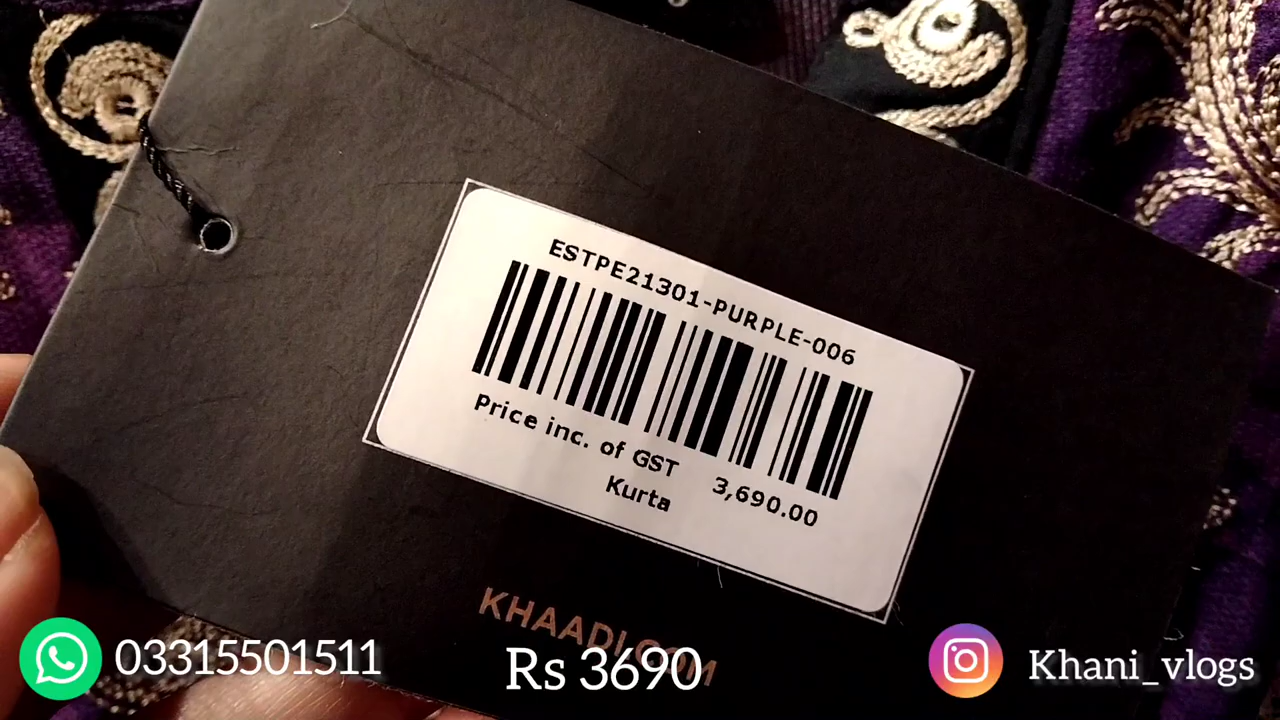 ESTPE21301-PURPLE-006
Price inc. of GST 3,690.00
Kurta
KHAADI.COM
03315501511
Rs 3690
Khani_vlogs